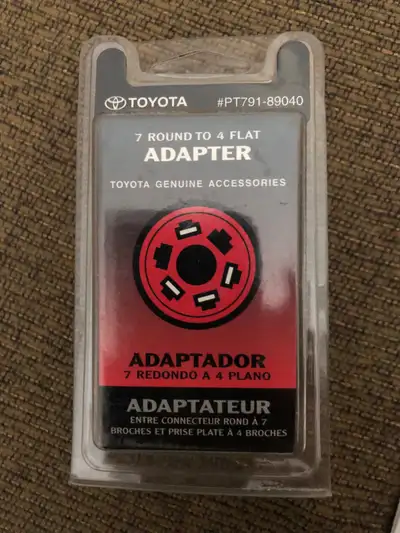 TOYOTA #PT791-89040
7 ROUND TO 4 FLAT
ADAPTER
TOYOTA GENUINE ACCESSORIES
ADAPTADOR
7 REDONDO A 4 PLANO
ADAPTATEUR
ENTRE CONNECTEUR ROND À 7
BROCHES ET PRISE PLATE À 4 BROCHES